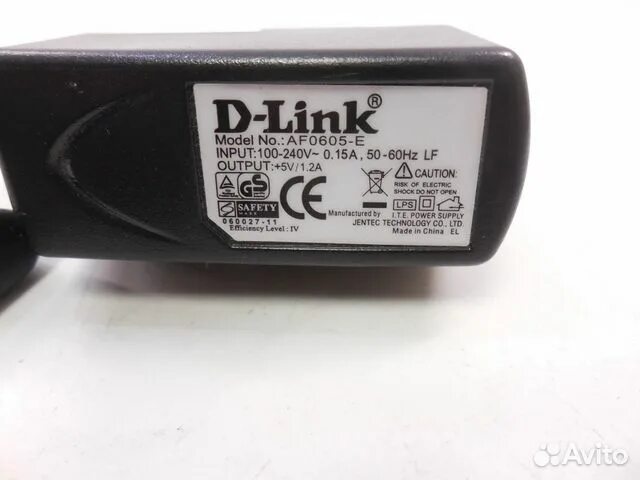 D-Link®
Model No.:AF0605-E
INPUT:100-240V~ 0.15A, 50-60Hz LF
OUTPUT:+5V/1.2A
GS
CAUTION:
RISK OF ELECTRIC
SHOCK DO NOT OPEN
SAFETY
MARK
060027-11
CE
LPS
Efficiency Level : IV
Manufactured by I.T.E. POWER SUPPLY
JENTEC TECHNOLOGY CO., LTD.
Made in China EL
Avito